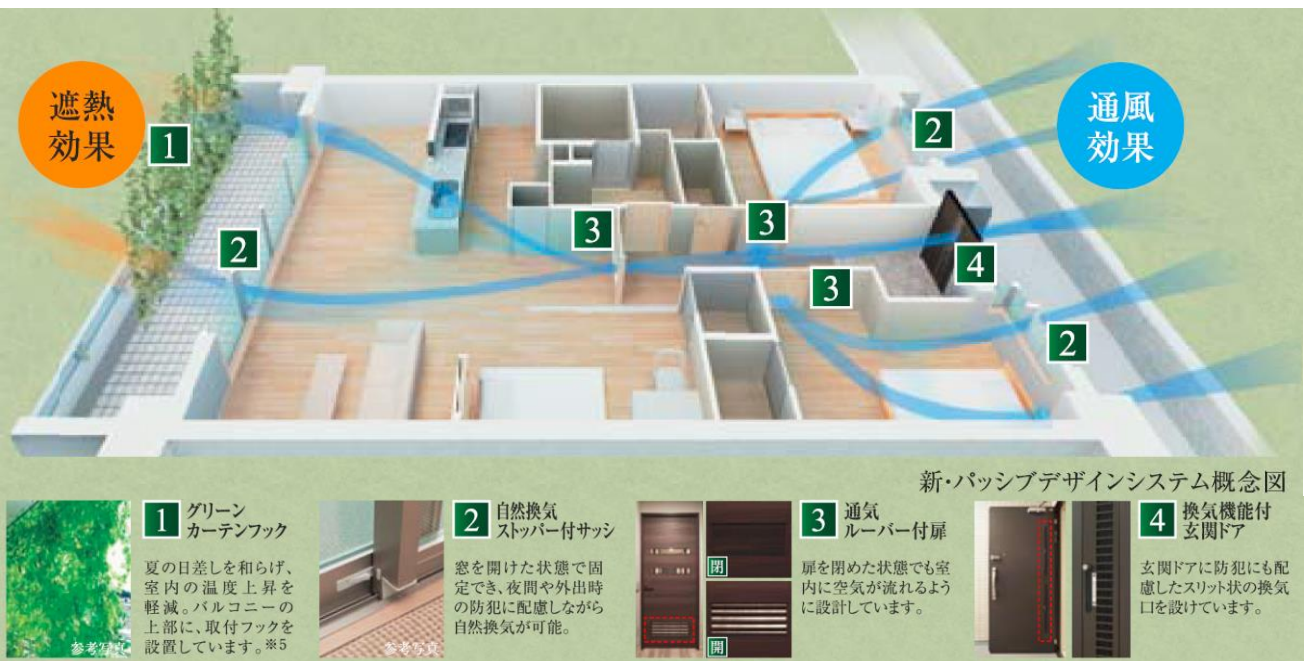 遮熱
効果
1
2
3
3
3
4
2
2
通風
効果
新・パッシブデザインシステム概念図
1 グリーン
カーテンフック
夏の日差しを和らげ、
室内の温度上昇を
軽減。バルコニーの
上部に、取付フックを
設置しています。※5
参考写真
2 自然換気
ストッパー付サッシ
窓を開けた状態で固
定でき、夜間や外出時
の防犯に配慮しながら
自然換気が可能。
参考写真
3 通気
ルーバー付扉
扉を閉めた状態でも室
内に空気が流れるよう
に設計しています。
閉
開
4 換気機能付
玄関ドア
玄関ドアに防犯にも配
慮したスリット状の換気
口を設けています。